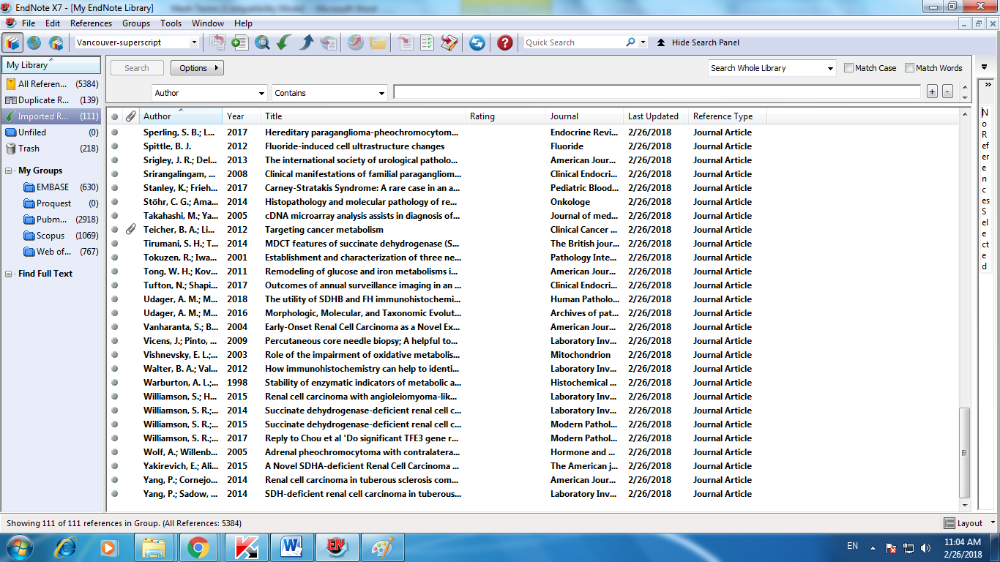 EndNote X7 - [My EndNote Library]
File Edit References Groups Tools Window Help
Vancouver-superscript Quick Search Hide Search Panel
My Library
All Referen... (5384)
Duplicate R... (139)
Imported R... (111)
Unfiled (0)
Trash (218)
My Groups
EMBASE (630)
Proquest (0)
Pubm... (2918)
Scopus (1069)
Web of... (767)
Find Full Text
Search Options Search Whole Library Match Case Match Words
Author Contains + -
Author Year Title Rating Journal Last Updated Reference Type
Sperling, S. B.; L... 2017 Hereditary paraganglioma-pheochromocytom... Endocrine Revi... 2/26/2018 Journal Article
Spittle, B. J. 2012 Fluoride-induced cell ultrastructure changes Fluoride 2/26/2018 Journal Article
Srigley, J. R.; Del... 2013 The international society of urological patholo... American Jour... 2/26/2018 Journal Article
Srirangalingam, ... 2008 Clinical manifestations of familial paragangliom... Clinical Endocri... 2/26/2018 Journal Article
Stanley, K.; Frieh... 2017 Carney-Stratakis Syndrome: A rare case in an a... Pediatric Blood... 2/26/2018 Journal Article
Stöhr, C. G.; Ama... 2014 Histopathology and molecular pathology of re... Onkologe 2/26/2018 Journal Article
Takahashi, M.; Ya... 2005 cDNA microarray analysis assists in diagnosis of... Journal of med... 2/26/2018 Journal Article
Teicher, B. A.; Li... 2012 Targeting cancer metabolism Clinical Cancer ... 2/26/2018 Journal Article
Tirumani, S. H.; T... 2014 MDCT features of succinate dehydrogenase (S... The British jour... 2/26/2018 Journal Article
Tokuzen, R.; Iwa... 2001 Establishment and characterization of three ne... Pathology Inte... 2/26/2018 Journal Article
Tong, W. H.; Kov... 2011 Remodeling of glucose and iron metabolisms i... American Jour... 2/26/2018 Journal Article
Tufton, N.; Shapi... 2017 Outcomes of annual surveillance imaging in an ... Clinical Endocri... 2/26/2018 Journal Article
Udager, A. M.; M... 2018 The utility of SDHB and FH immunohistochemi... Human Patholo... 2/26/2018 Journal Article
Udager, A. M.; M... 2016 Morphologic, Molecular, and Taxonomic Evolut... Archives of pat... 2/26/2018 Journal Article
Vanharanta, S.; B... 2004 Early-Onset Renal Cell Carcinoma as a Novel Ex... American Jour... 2/26/2018 Journal Article
Vicens, J.; Pinto, ... 2009 Percutaneous core needle biopsy; A helpful to... Laboratory Inv... 2/26/2018 Journal Article
Vishnevsky, E. L.;... 2003 Role of the impairment of oxidative metabolis... Mitochondrion 2/26/2018 Journal Article
Walter, B. A.; Val... 2012 How immunohistochemistry can help to identi... Laboratory Inv... 2/26/2018 Journal Article
Warburton, A. L.;... 1998 Stability of enzymatic indicators of metabolic a... Histochemical ... 2/26/2018 Journal Article
Williamson, S.; H... 2015 Renal cell carcinoma with angioleiomyoma-lik... Laboratory Inv... 2/26/2018 Journal Article
Williamson, S. R.;... 2014 Succinate dehydrogenase-deficient renal cell c... Laboratory Inv... 2/26/2018 Journal Article
Williamson, S. R.;... 2015 Succinate dehydrogenase-deficient renal cell c... Modern Pathol... 2/26/2018 Journal Article
Williamson, S. R.;... 2017 Reply to Chou et al 'Do significant TFE3 gene r... Modern Pathol... 2/26/2018 Journal Article
Wolf, A.; Willenb... 2005 Adrenal pheochromocytoma with contralatera... Hormone and ... 2/26/2018 Journal Article
Yakirevich, E.; Ali... 2015 A Novel SDHA-deficient Renal Cell Carcinoma ... The American j... 2/26/2018 Journal Article
Yang, P.; Cornejo... 2014 Renal cell carcinoma in tuberous sclerosis com... American Jour... 2/26/2018 Journal Article
Yang, P.; Sadow, ... 2014 SDH-deficient renal cell carcinoma in tuberous... Laboratory Inv... 2/26/2018 Journal Article
No References Selected
Showing 111 of 111 references in Group. (All References: 5384) Layout
EN 11:04 AM
2/26/2018